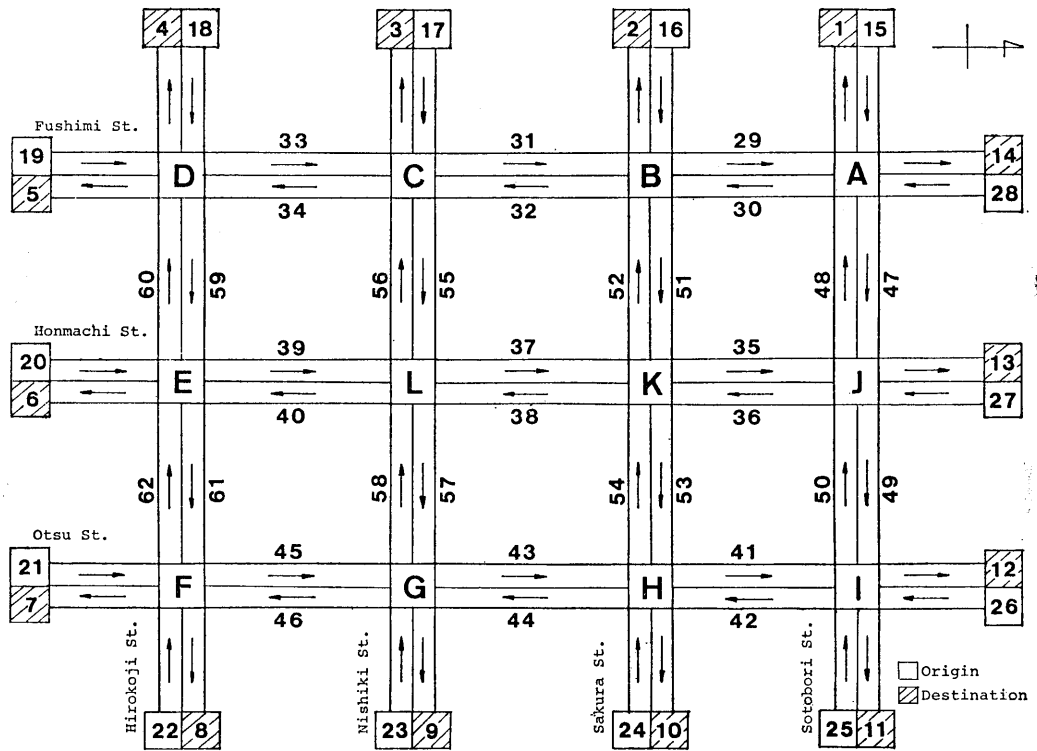 4 18 3 17 2 16 1 15
Fushimi St.
33 31 29
19 14
D C B A
5 28
34 32 30
60 59 56 55 52 51 48 47
Honmachi St.
39 37 35
20 13
E L K J
6 27
40 38 36
62 61 58 57 54 53 50 49
Otsu St.
45 43 41
21 12
F G H I
7 26
46 44 42
Hirokoji St.
Nishiki St.
Sakura St.
Sotobori St.
Origin
Destination
22 8 23 9 24 10 25 11